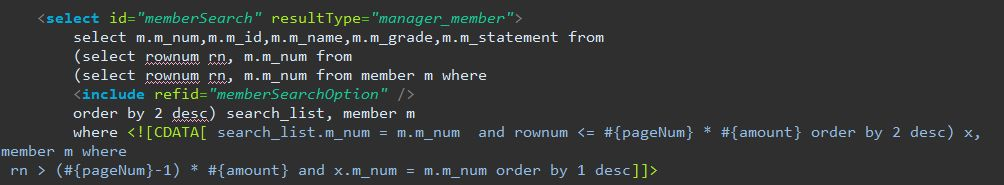 <select id="memberSearch" resultType="manager_member">
select m.m_num,m.m_id,m.m_name,m.m_grade,m.m_statement from
(select rownum rn, m.m_num from
(select rownum rn, m.m_num from member m where
<include refid="memberSearchOption" />
order by 2 desc) search_list, member m
where <![CDATA[ search_list.m_num = m.m_num  and rownum <= #{pageNum} * #{amount} order by 2 desc) x,
member m where
rn > (#{pageNum}-1) * #{amount} and x.m_num = m.m_num order by 1 desc]]>